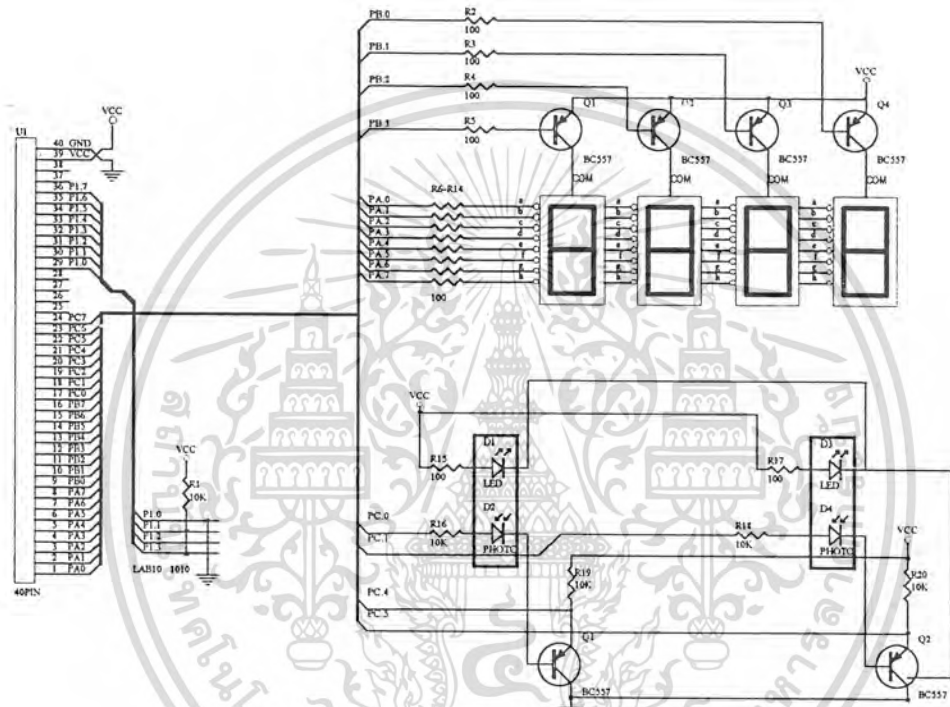 PB.0
R2
100
PB.1
R3
100
PB.2
R4
100
PB.3
R5
100
VCC
Q1
Q3
Q4
BC557
BC557
BC557
BC557
COM
COM
COM
COM
VCC
U1
40 GND
39 VCC
38
37
36 P1.7
35 P1.6
34 P1.5
33 P1.4
32 P1.3
31 P1.2
30 P1.1
29 P1.0
28
27
26
25
24 PC7
23 PC6
22 PC5
21 PC4
20 PC3
19 PC2
18 PC1
17 PC0
16 PB7
15 PB6
14 PB5
13 PB4
12 PB3
11 PB2
10 PB1
9 PB0
8 PA7
7 PA6
6 PA5
5 PA4
4 PA3
3 PA2
2 PA1
1 PA0
40PIN
R6-R14
PA.0
PA.1
PA.2
PA.3
PA.4
PA.5
PA.6
PA.7
100
a a a a
b b b b
c c c c
d d d d
e e e e
f f f f
g g g g
h h h h
VCC
R1
10K
P1.0
P1.1
P1.2
P1.3
LAB10 1010
VCC
R15
100
D1
LED
D2
PHOTO
PC.0
PC.1
R16
10K
R17
100
D3
LED
D4
PHOTO
R18
10K
VCC
R19
10K
R20
10K
PC.4
PC.5
Q1
BC557
Q2
BC557